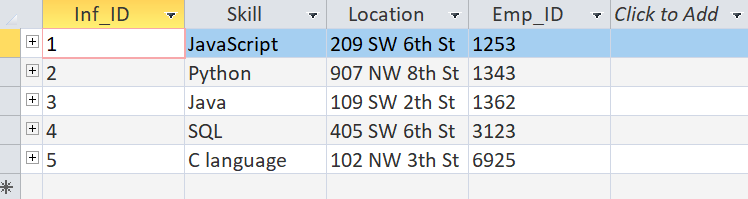 Inf_ID Skill Location Emp_ID Click to Add
1 JavaScript 209 SW 6th St 1253
2 Python 907 NW 8th St 1343
3 Java 109 SW 2th St 1362
4 SQL 405 SW 6th St 3123
5 C language 102 NW 3th St 6925